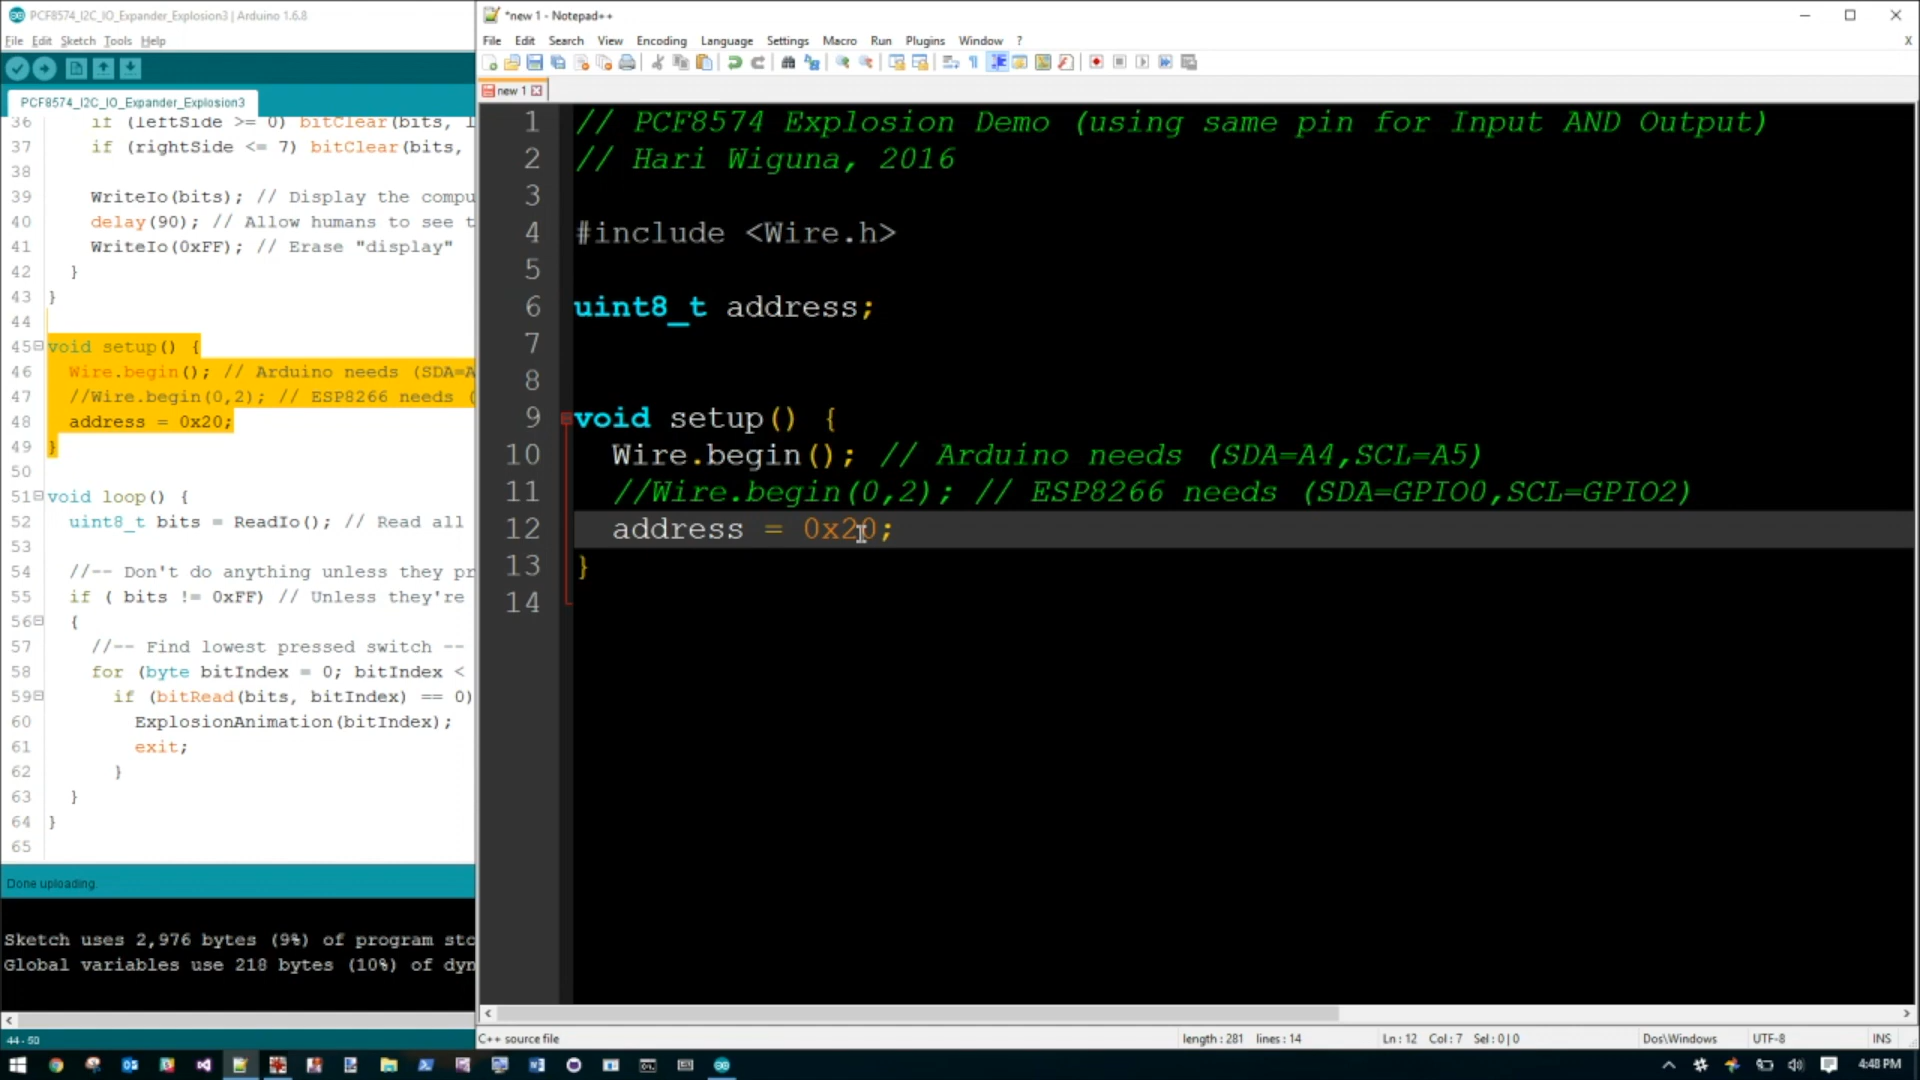 PCF8574_I2C_IO_Expander_Explosion3 | Arduino 1.6.8
File Edit Sketch Tools Help
PCF8574_I2C_IO_Expander_Explosion3
36 if (leftSide >= 0) bitClear(bits, l
37 if (rightSide <= 7) bitClear(bits,
38
39 WriteIo(bits); // Display the compu
40 delay(90); // Allow humans to see t
41 WriteIo(0xFF); // Erase "display"
42 }
43 }
44
45 void setup() {
46 Wire.begin(); // Arduino needs (SDA=A
47 //Wire.begin(0,2); // ESP8266 needs (
48 address = 0x20;
49 }
50
51 void loop() {
52 uint8_t bits = ReadIo(); // Read all
53
54 //-- Don't do anything unless they pr
55 if ( bits != 0xFF) // Unless they're
56 {
57 //-- Find lowest pressed switch --
58 for (byte bitIndex = 0; bitIndex <
59 if (bitRead(bits, bitIndex) == 0)
60 ExplosionAnimation(bitIndex);
61 exit;
62 }
63 }
64 }
65
Done uploading.
Sketch uses 2,976 bytes (9%) of program sto
Global variables use 218 bytes (10%) of dyn
44 - 50
*new 1 - Notepad++
File Edit Search View Encoding Language Settings Macro Run Plugins Window ? X
new 1
1 // PCF8574 Explosion Demo (using same pin for Input AND Output)
2 // Hari Wiguna, 2016
3
4 #include <Wire.h>
5
6 uint8_t address;
7
8
9 void setup() {
10 Wire.begin(); // Arduino needs (SDA=A4,SCL=A5)
11 //Wire.begin(0,2); // ESP8266 needs (SDA=GPIO0,SCL=GPIO2)
12 address = 0x20;
13 }
14
C++ source file length : 281 lines : 14 Ln : 12 Col : 7 Sel : 0 | 0 Dos\Windows UTF-8 INS
4:48 PM